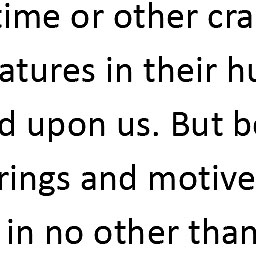 time or other cra
atures in their hu
d upon us. But be
rings and motive
in no other than